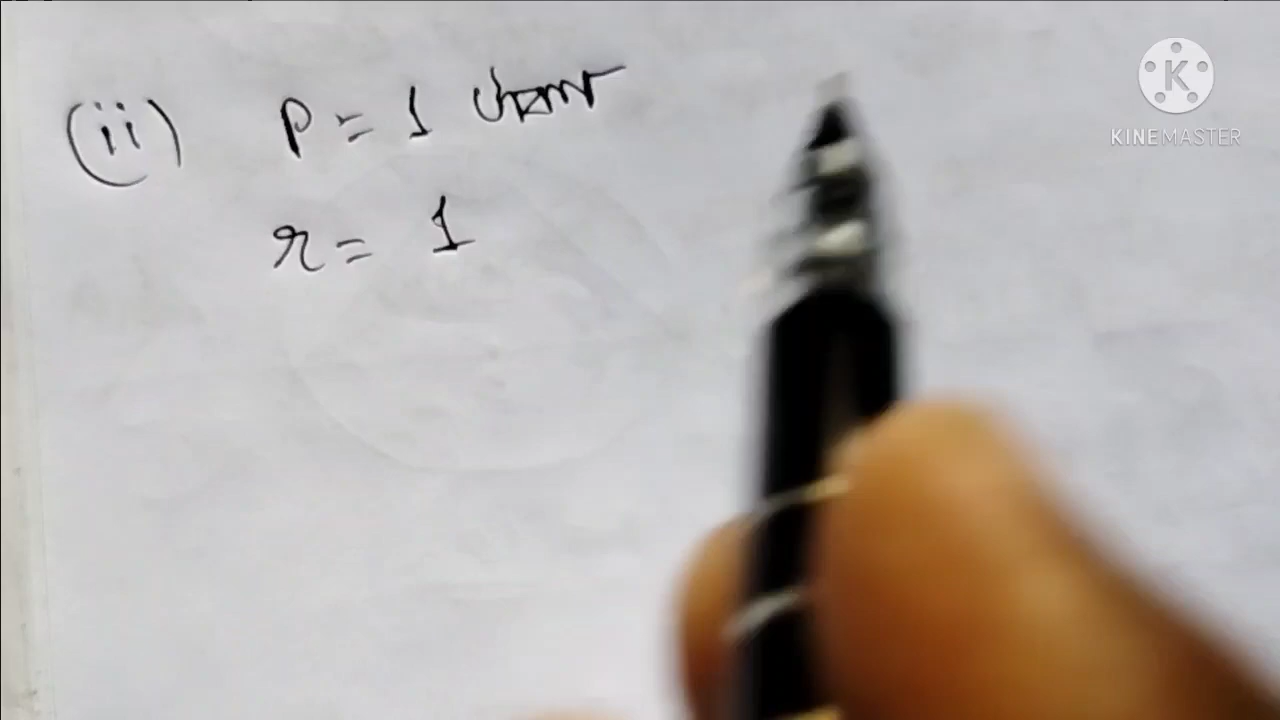 (ii) P = 1 টাকা
r = 1
KINEMASTER